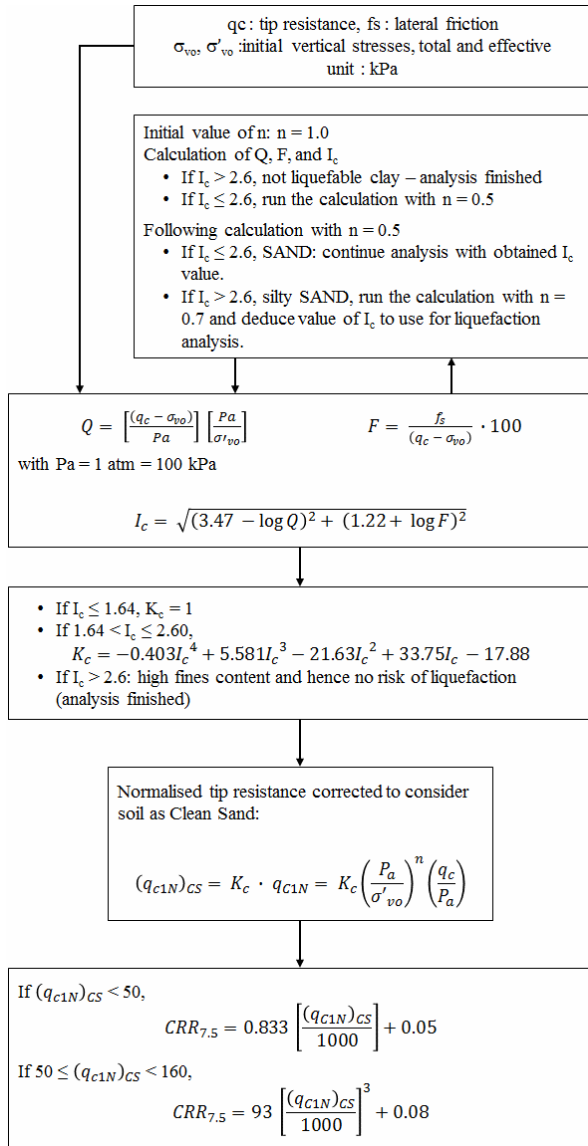 qc : tip resistance, fs : lateral friction
σvo, σ'vo :initial vertical stresses, total and effective
unit : kPa
Initial value of n: n = 1.0
Calculation of Q, F, and Ic
• If Ic > 2.6, not liquefable clay – analysis finished
• If Ic ≤ 2.6, run the calculation with n = 0.5
Following calculation with n = 0.5
• If Ic ≤ 2.6, SAND: continue analysis with obtained Ic
value.
• If Ic > 2.6, silty SAND, run the calculation with n =
0.7 and deduce value of Ic to use for liquefaction
analysis.
Q = [(qc − σvo)/Pa] [Pa/σ′vo] F = fs/(qc − σvo) · 100
with Pa = 1 atm = 100 kPa
Ic = √((3.47 − log Q)² + (1.22 + log F)²)
• If Ic ≤ 1.64, Kc = 1
• If 1.64 < Ic ≤ 2.60,
Kc = −0.403Ic⁴ + 5.581Ic³ − 21.63Ic² + 33.75Ic − 17.88
• If Ic > 2.6: high fines content and hence no risk of liquefaction
(analysis finished)
Normalised tip resistance corrected to consider
soil as Clean Sand:
(qC1N)CS = Kc · qC1N = Kc (Pa/σ′vo)ⁿ (qc/Pa)
If (qC1N)CS < 50,
CRR7.5 = 0.833 [(qC1N)CS/1000] + 0.05
If 50 ≤ (qC1N)CS < 160,
CRR7.5 = 93 [(qC1N)CS/1000]³ + 0.08